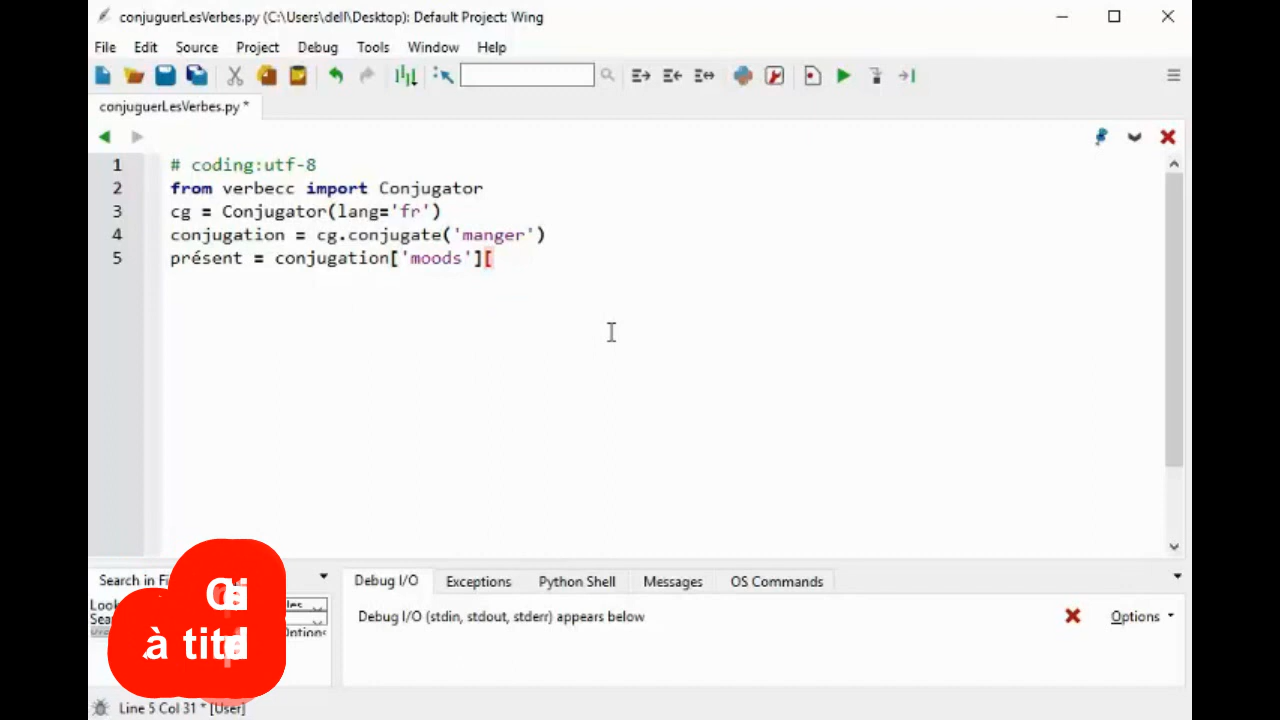 conjuguerLesVerbes.py (C:\Users\dell\Desktop): Default Project: Wing
File Edit Source Project Debug Tools Window Help
conjuguerLesVerbes.py *
1 # coding:utf-8
2 from verbecc import Conjugator
3 cg = Conjugator(lang='fr')
4 conjugation = cg.conjugate('manger')
5 présent = conjugation['moods'][
Search in Fi
Debug I/O Exceptions Python Shell Messages OS Commands
Debug I/O (stdin, stdout, stderr) appears below
Options
à
Line 5 Col 31 * [User]